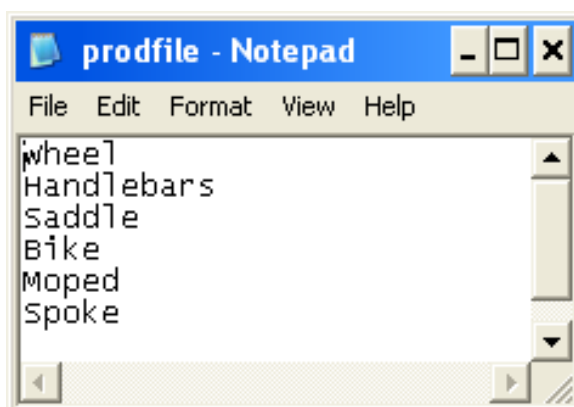 prodfile - Notepad
File Edit Format View Help
Wheel
Handlebars
Saddle
Bike
Moped
Spoke